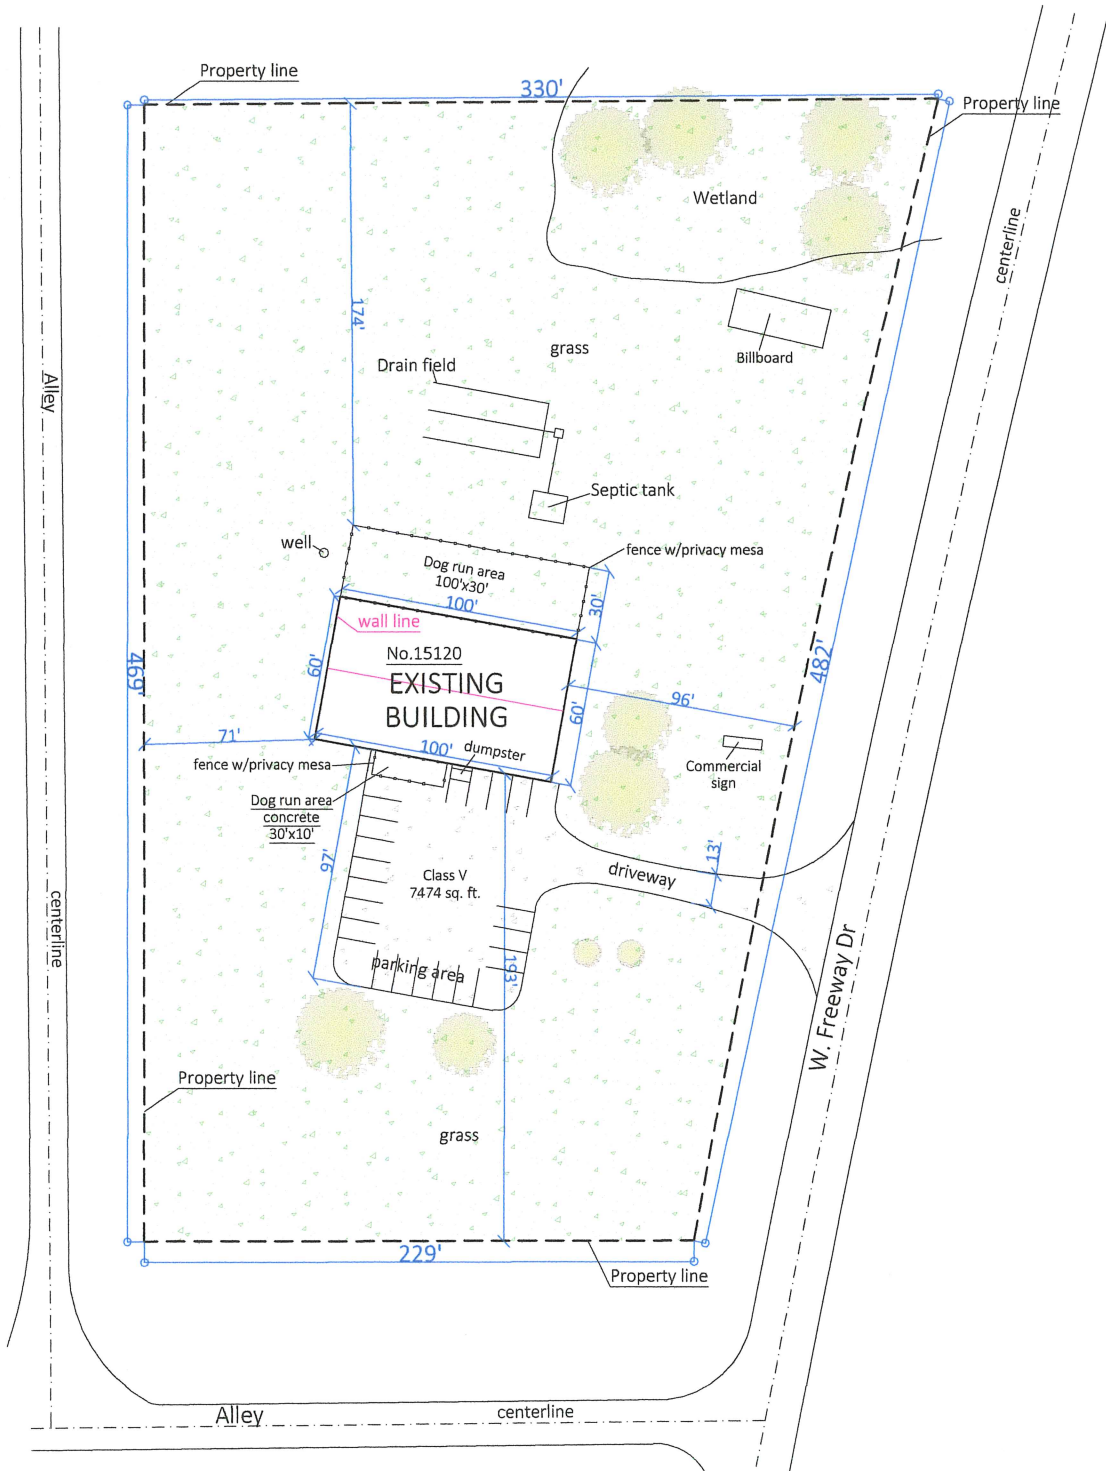 Property line
330'
Property line
Wetland
centerline
174'
grass
Billboard
Drain field
Alley
Septic tank
well
fence w/privacy mesa
Dog run area
100'x30'
100'
30'
wall line
No.15120
EXISTING
BUILDING
60'
60'
469'
482'
96'
71'
100'
dumpster
fence w/privacy mesa
Commercial
sign
Dog run area
concrete
30'x10'
97'
13'
driveway
Class V
7474 sq. ft.
centerline
parking area
193'
W. Freeway Dr
Property line
grass
229'
Property line
Alley
centerline